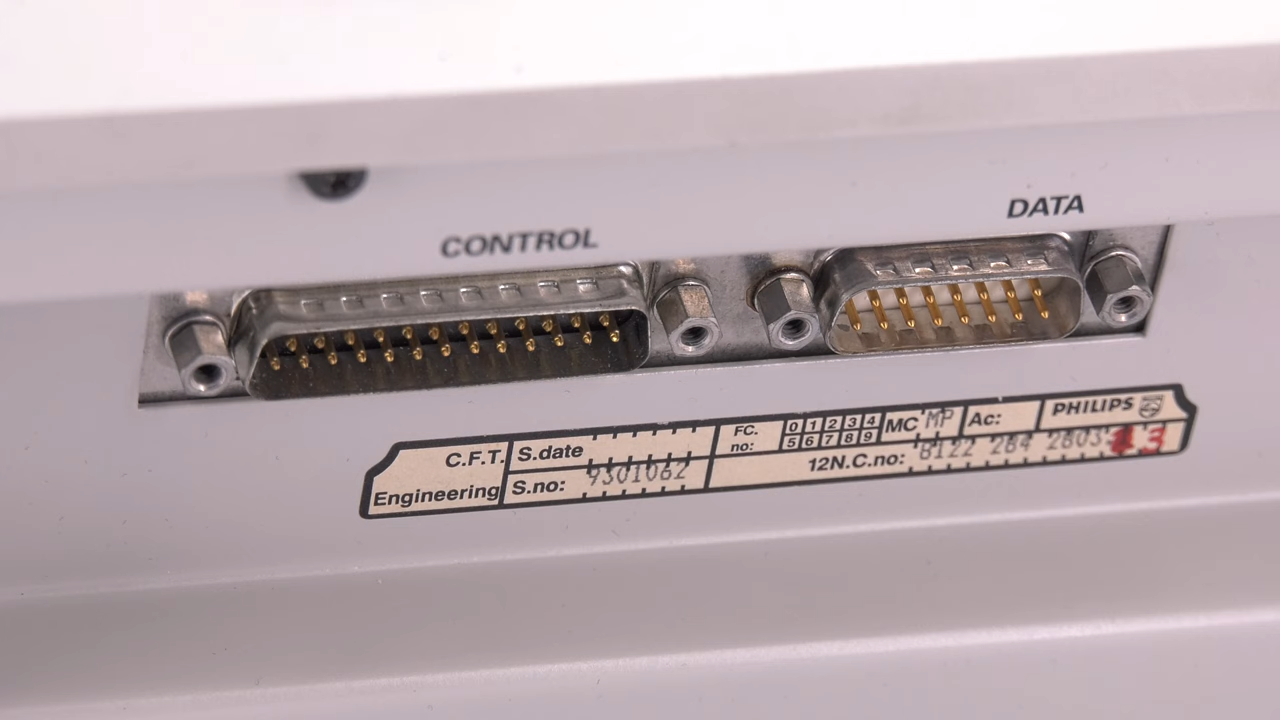 CONTROL
DATA
C.F.T. S.date FC. no: 0 1 2 3 4 5 6 7 8 9 MC MP Ac: PHILIPS
Engineering S.no: 9301062 12N.C.no: 8122 284 2803 3